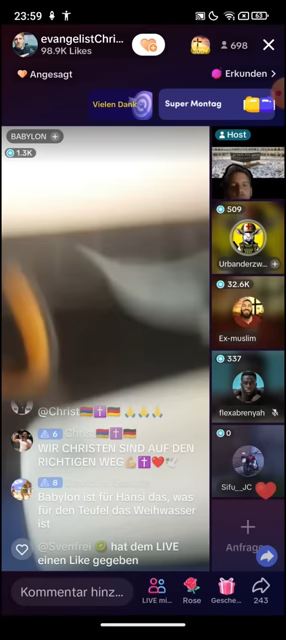 23:59
63
evangelistChri...
98.9K Likes
698
Angesagt
Erkunden >
Vielen Dank
Super Montag
BABYLON +
1.3K
Host
509
Urbanderzw...
32.6K
Ex-muslim
337
flexabrenyah
0
Sifu__JC
Anfrage
@Christ🇦🇲✝️🇩🇪 🙏🙏🙏
6
WIR CHRISTEN SIND AUF DEN
RICHTIGEN WEG💪🏼✝️❤️🕊️
8
Babylon ist für Hansi das, was
für den Teufel das Weihwasser
ist
@Svenfrei 🥝 hat dem LIVE
einen Like gegeben
Kommentar hinz...
LIVE mi...
Rose
Gesche...
243